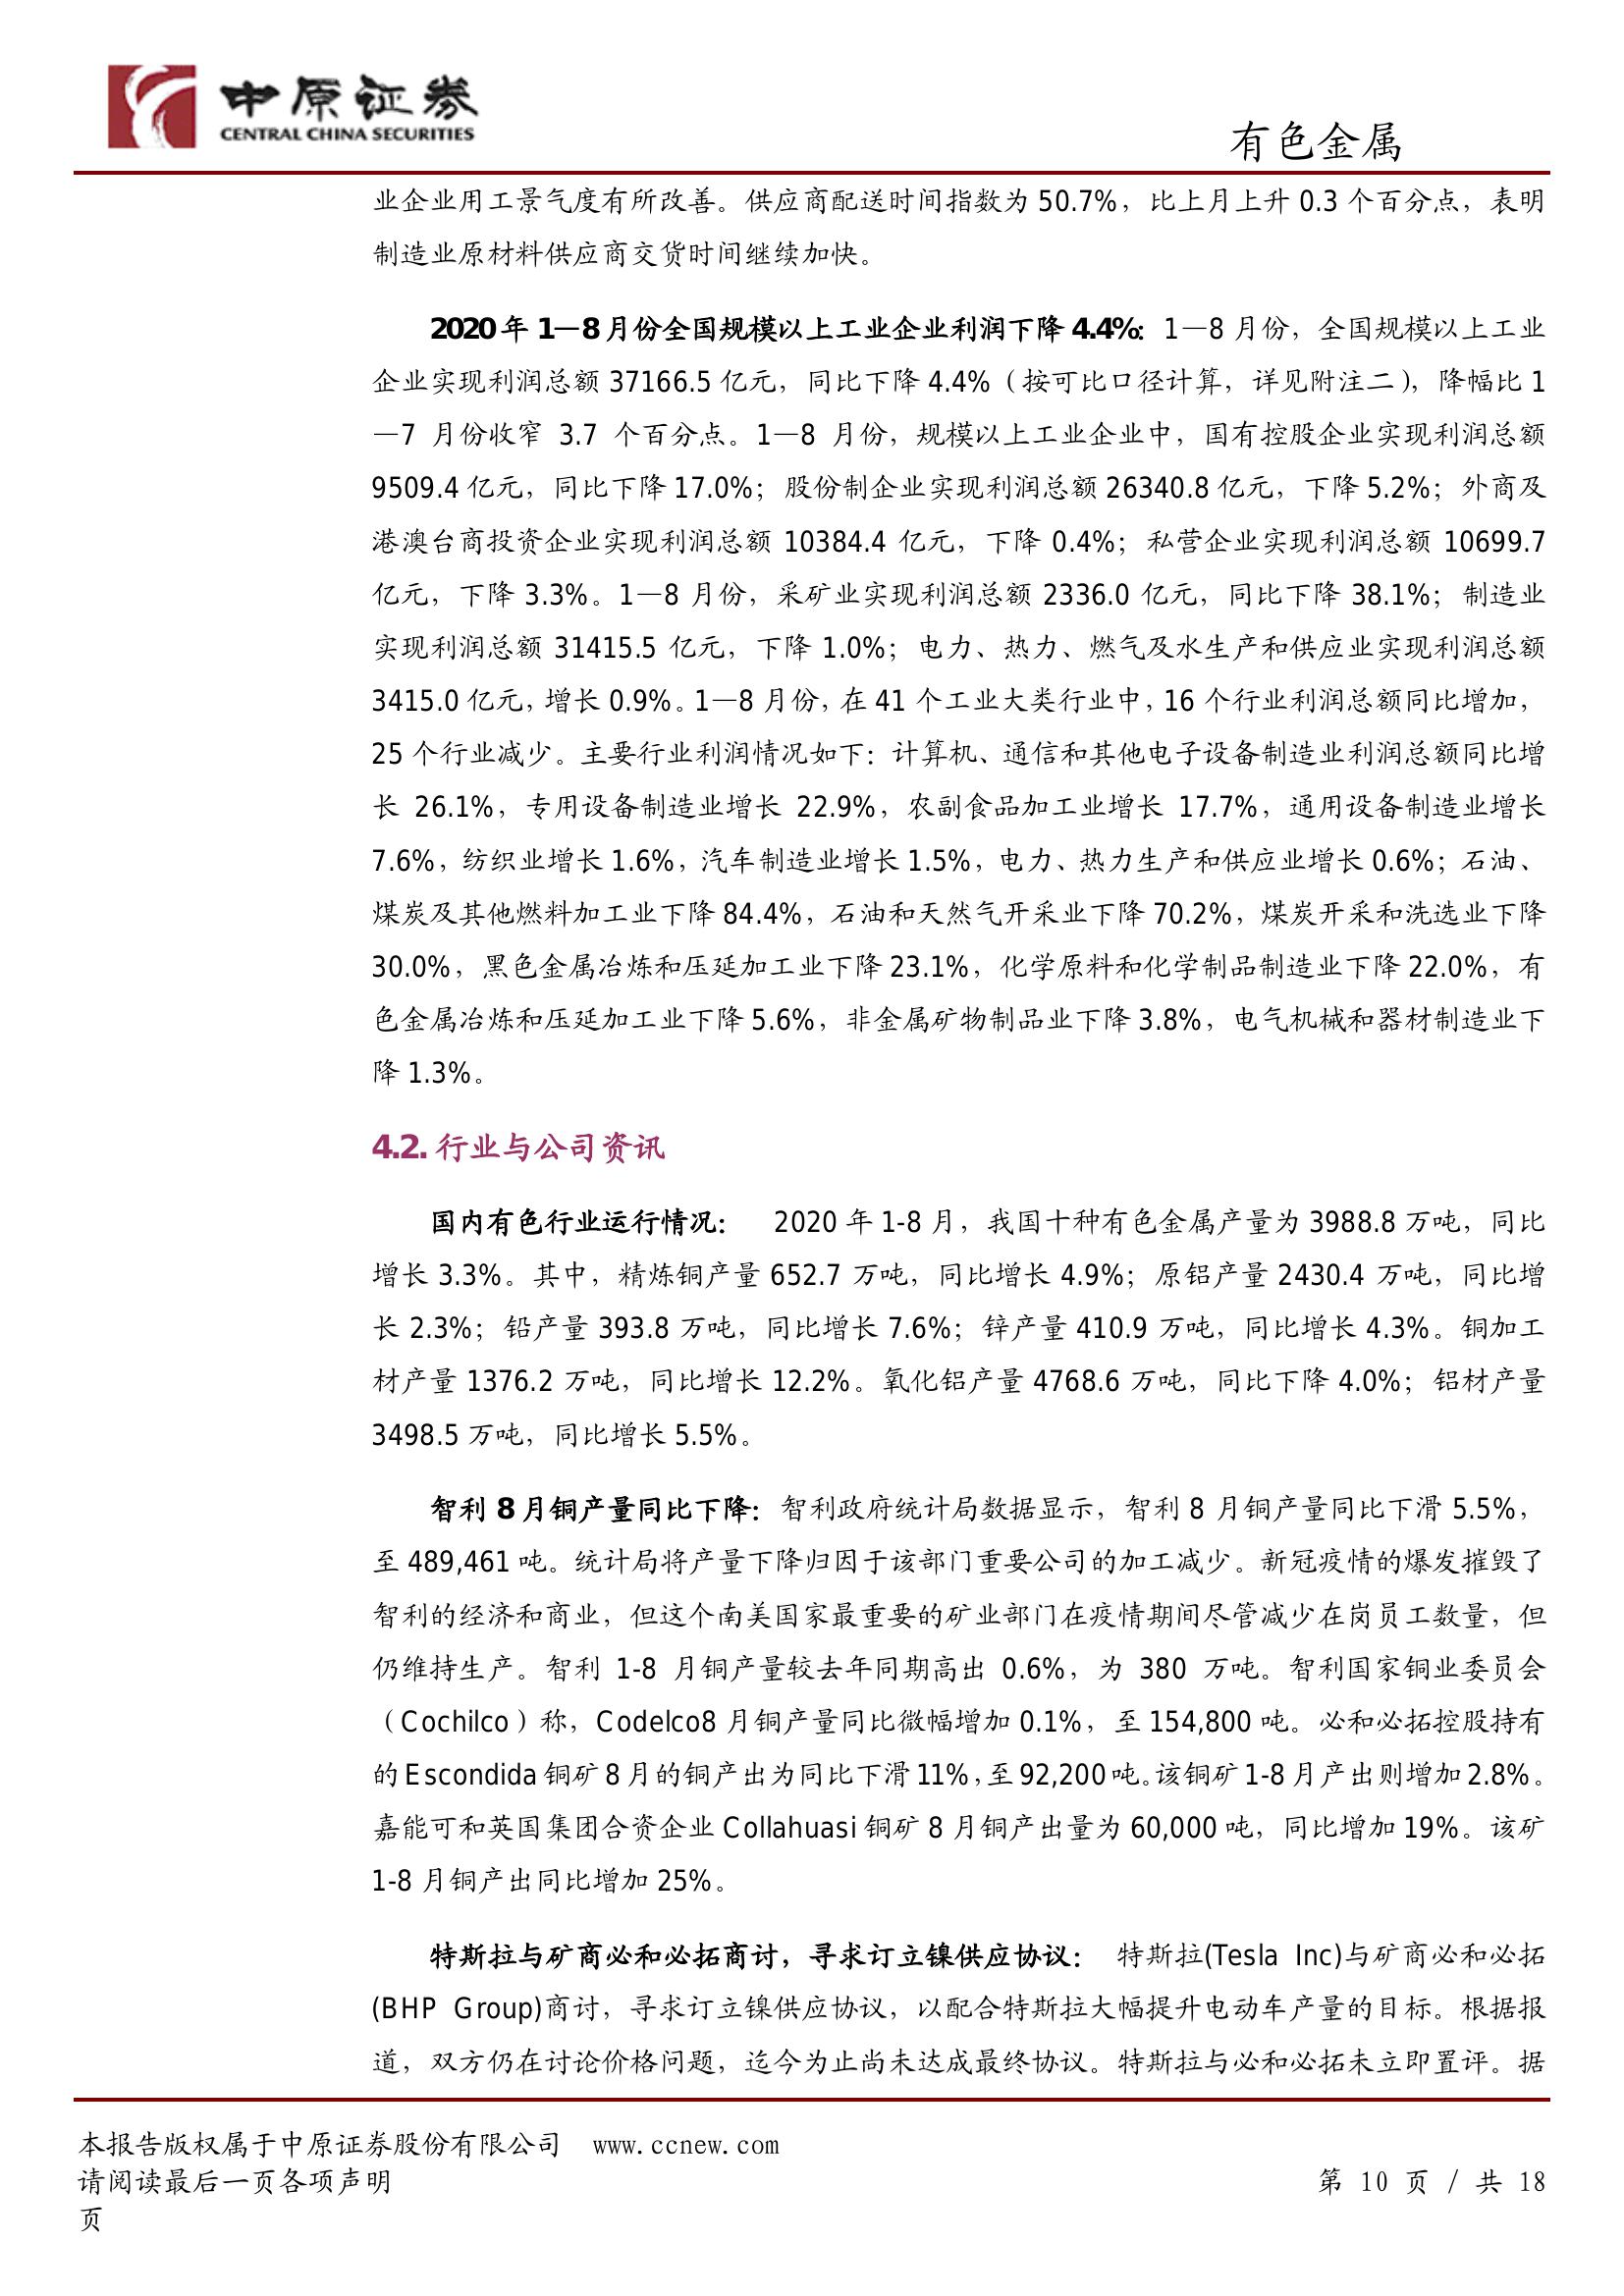 中原证券
CENTRAL CHINA SECURITIES
有色金属
业企业用工景气度有所改善。供应商配送时间指数为 50.7%，比上月上升 0.3 个百分点，表明
制造业原材料供应商交货时间继续加快。
2020 年 1—8 月份全国规模以上工业企业利润下降 4.4%：1—8 月份，全国规模以上工业
企业实现利润总额 37166.5 亿元，同比下降 4.4%（按可比口径计算，详见附注二），降幅比 1
—7 月份收窄 3.7 个百分点。1—8 月份，规模以上工业企业中，国有控股企业实现利润总额
9509.4 亿元，同比下降 17.0%；股份制企业实现利润总额 26340.8 亿元，下降 5.2%；外商及
港澳台商投资企业实现利润总额 10384.4 亿元，下降 0.4%；私营企业实现利润总额 10699.7
亿元，下降 3.3%。1—8 月份，采矿业实现利润总额 2336.0 亿元，同比下降 38.1%；制造业
实现利润总额 31415.5 亿元，下降 1.0%；电力、热力、燃气及水生产和供应业实现利润总额
3415.0 亿元，增长 0.9%。1—8 月份，在 41 个工业大类行业中，16 个行业利润总额同比增加，
25 个行业减少。主要行业利润情况如下：计算机、通信和其他电子设备制造业利润总额同比增
长 26.1%，专用设备制造业增长 22.9%，农副食品加工业增长 17.7%，通用设备制造业增长
7.6%，纺织业增长 1.6%，汽车制造业增长 1.5%，电力、热力生产和供应业增长 0.6%；石油、
煤炭及其他燃料加工业下降 84.4%，石油和天然气开采业下降 70.2%，煤炭开采和洗选业下降
30.0%，黑色金属冶炼和压延加工业下降 23.1%，化学原料和化学制品制造业下降 22.0%，有
色金属冶炼和压延加工业下降 5.6%，非金属矿物制品业下降 3.8%，电气机械和器材制造业下
降 1.3%。
4.2. 行业与公司资讯
国内有色行业运行情况： 2020 年 1-8 月，我国十种有色金属产量为 3988.8 万吨，同比
增长 3.3%。其中，精炼铜产量 652.7 万吨，同比增长 4.9%；原铝产量 2430.4 万吨，同比增
长 2.3%；铅产量 393.8 万吨，同比增长 7.6%；锌产量 410.9 万吨，同比增长 4.3%。铜加工
材产量 1376.2 万吨，同比增长 12.2%。氧化铝产量 4768.6 万吨，同比下降 4.0%；铝材产量
3498.5 万吨，同比增长 5.5%。
智利 8 月铜产量同比下降：智利政府统计局数据显示，智利 8 月铜产量同比下滑 5.5%，
至 489,461 吨。统计局将产量下降归因于该部门重要公司的加工减少。新冠疫情的爆发摧毁了
智利的经济和商业，但这个南美国家最重要的矿业部门在疫情期间尽管减少在岗员工数量，但
仍维持生产。智利 1-8 月铜产量较去年同期高出 0.6%，为 380 万吨。智利国家铜业委员会
（Cochilco）称，Codelco8 月铜产量同比微幅增加 0.1%，至 154,800 吨。必和必拓控股持有
的 Escondida 铜矿 8 月的铜产出为同比下滑 11%，至 92,200 吨。该铜矿 1-8 月产出则增加 2.8%。
嘉能可和英国集团合资企业 Collahuasi 铜矿 8 月铜产出量为 60,000 吨，同比增加 19%。该矿
1-8 月铜产出同比增加 25%。
特斯拉与矿商必和必拓商讨，寻求订立镍供应协议： 特斯拉(Tesla Inc)与矿商必和必拓
(BHP Group)商讨，寻求订立镍供应协议，以配合特斯拉大幅提升电动车产量的目标。根据报
道，双方仍在讨论价格问题，迄今为止尚未达成最终协议。特斯拉与必和必拓未立即置评。据
本报告版权属于中原证券股份有限公司 www.ccnew.com
请阅读最后一页各项声明 第 10 页 / 共 18
页